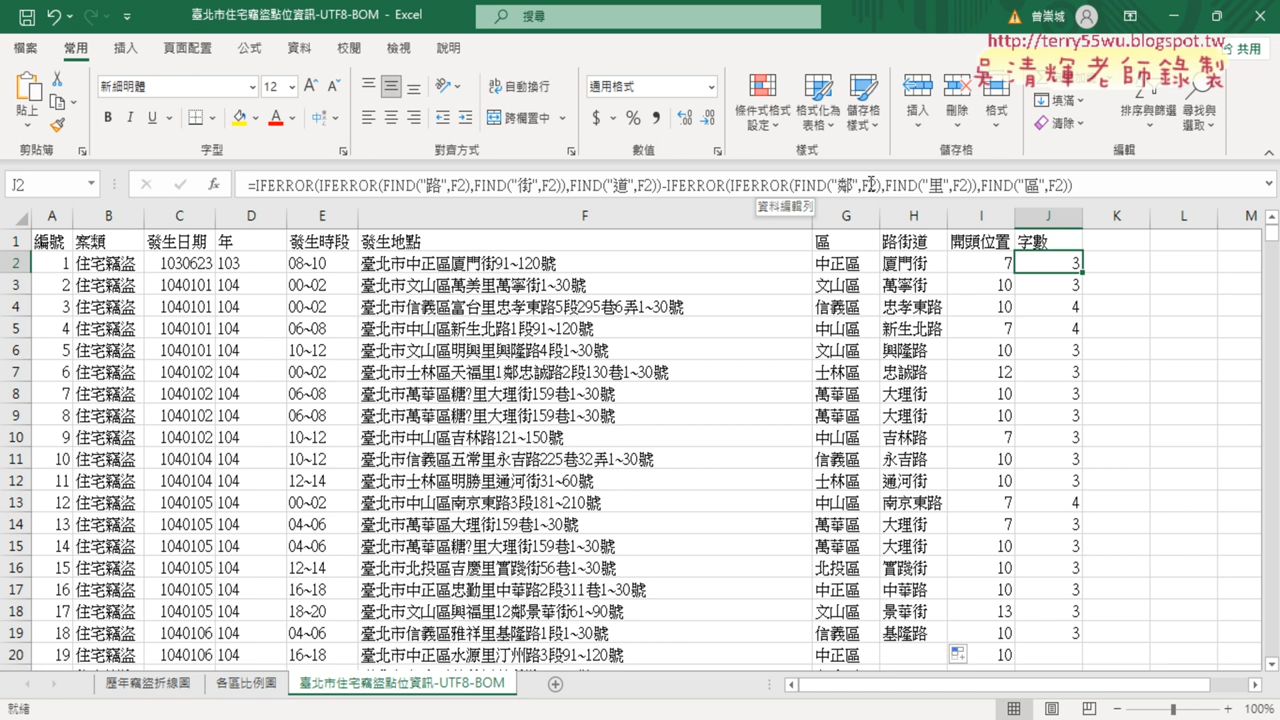 臺北市住宅竊盜點位資訊-UTF8-BOM - Excel
搜尋
曾崇城
檔案 常用 插入 頁面配置 公式 資料 校閱 檢視 說明
共用
http://terry55wu.blogspot.tw
吳清輝老師錄製
貼上
新細明體 12
自動換行
通用格式
B I U
跨欄置中
$ % 9
條件式格式設定
格式化為表格
儲存格樣式
插入 刪除 格式
填滿
清除
排序與篩選
尋找與選取
剪貼簿 字型 對齊方式 數值 樣式 儲存格 編輯
J2
=IFERROR(IFERROR(FIND("路",F2),FIND("街",F2)),FIND("道",F2))-IFERROR(IFERROR(FIND("鄰",F2),FIND("里",F2)),FIND("區",F2))
資料編輯列
A B C D E F G H I J K L M
1 編號 案類 發生日期 年 發生時段 發生地點 區 路街道 開頭位置 字數
2 1 住宅竊盜 1030623 103 08~10 臺北市中正區廈門街91~120號 中正區 廈門街 7 3
3 2 住宅竊盜 1040101 104 00~02 臺北市文山區萬美里萬寧街1~30號 文山區 萬寧街 10 3
4 3 住宅竊盜 1040101 104 00~02 臺北市信義區富台里忠孝東路5段295巷6弄1~30號 信義區 忠孝東路 10 4
5 4 住宅竊盜 1040101 104 06~08 臺北市中山區新生北路1段91~120號 中山區 新生北路 7 4
6 5 住宅竊盜 1040101 104 10~12 臺北市文山區明興里興隆路4段1~30號 文山區 興隆路 10 3
7 6 住宅竊盜 1040102 104 00~02 臺北市士林區天福里1鄰忠誠路2段130巷1~30號 士林區 忠誠路 12 3
8 7 住宅竊盜 1040102 104 06~08 臺北市萬華區糖?里大理街159巷1~30號 萬華區 大理街 10 3
9 8 住宅竊盜 1040102 104 06~08 臺北市萬華區糖?里大理街159巷1~30號 萬華區 大理街 10 3
10 9 住宅竊盜 1040102 104 10~12 臺北市中山區吉林路121~150號 中山區 吉林路 7 3
11 10 住宅竊盜 1040104 104 10~12 臺北市信義區五常里永吉路225巷32弄1~30號 信義區 永吉路 10 3
12 11 住宅竊盜 1040104 104 12~14 臺北市士林區明勝里通河街31~60號 士林區 通河街 10 3
13 12 住宅竊盜 1040105 104 00~02 臺北市中山區南京東路3段181~210號 中山區 南京東路 7 4
14 13 住宅竊盜 1040105 104 04~06 臺北市萬華區大理街159巷1~30號 萬華區 大理街 7 3
15 14 住宅竊盜 1040105 104 04~06 臺北市萬華區糖?里大理街159巷1~30號 萬華區 大理街 10 3
16 15 住宅竊盜 1040105 104 12~14 臺北市北投區吉慶里實踐街56巷1~30號 北投區 實踐街 10 3
17 16 住宅竊盜 1040105 104 16~18 臺北市中正區忠勤里中華路2段311巷1~30號 中正區 中華路 10 3
18 17 住宅竊盜 1040105 104 18~20 臺北市文山區興福里12鄰景華街61~90號 文山區 景華街 13 3
19 18 住宅竊盜 1040106 104 04~06 臺北市信義區雅祥里基隆路1段1~30號 信義區 基隆路 10 3
20 19 住宅竊盜 1040106 104 16~18 臺北市中正區水源里汀州路3段91~120號 中正區 10
歷年竊盜折線圖 各區比例圖 臺北市住宅竊盜點位資訊-UTF8-BOM
就緒
100%